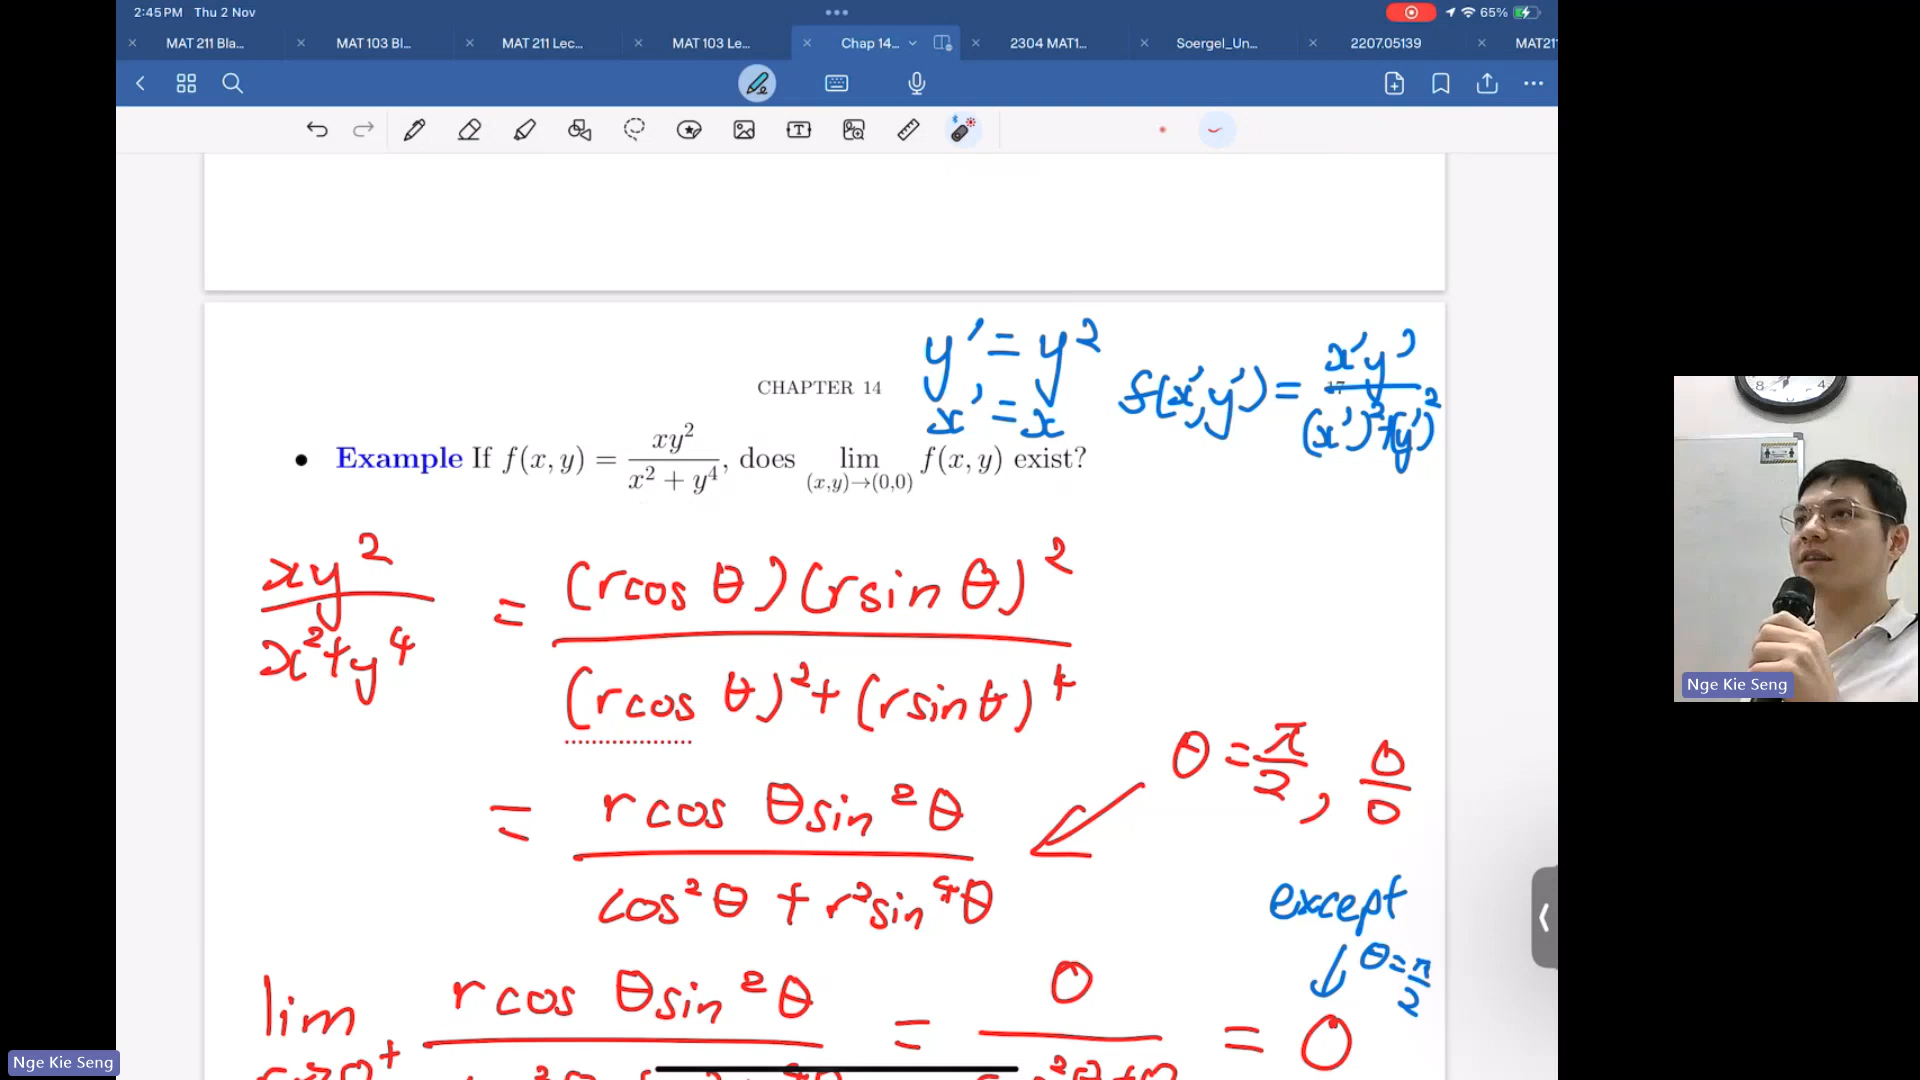 2:45 PM Thu 2 Nov
65%
MAT 211 Bla...
MAT 103 Bl...
MAT 211 Lec...
MAT 103 Le...
Chap 14...
2304 MAT1...
Soergel_Un...
2207.05139
MAT21
y' = y²
x' = x
f(x', y') = x'y' / (x')² + (y')²
CHAPTER 14
17
• Example If f(x, y) = xy² / x² + y⁴, does lim (x,y)→(0,0) f(x, y) exist?
xy² / x² + y⁴ = (r cos θ)(r sin θ)² / (r cos θ)² + (r sin θ)⁴
θ = π/2, 0/0
= r cos θ sin² θ / cos² θ + r² sin⁴ θ
except
θ = π/2
lim r cos θ sin² θ = 0 = 0
Nge Kie Seng
Nge Kie Seng